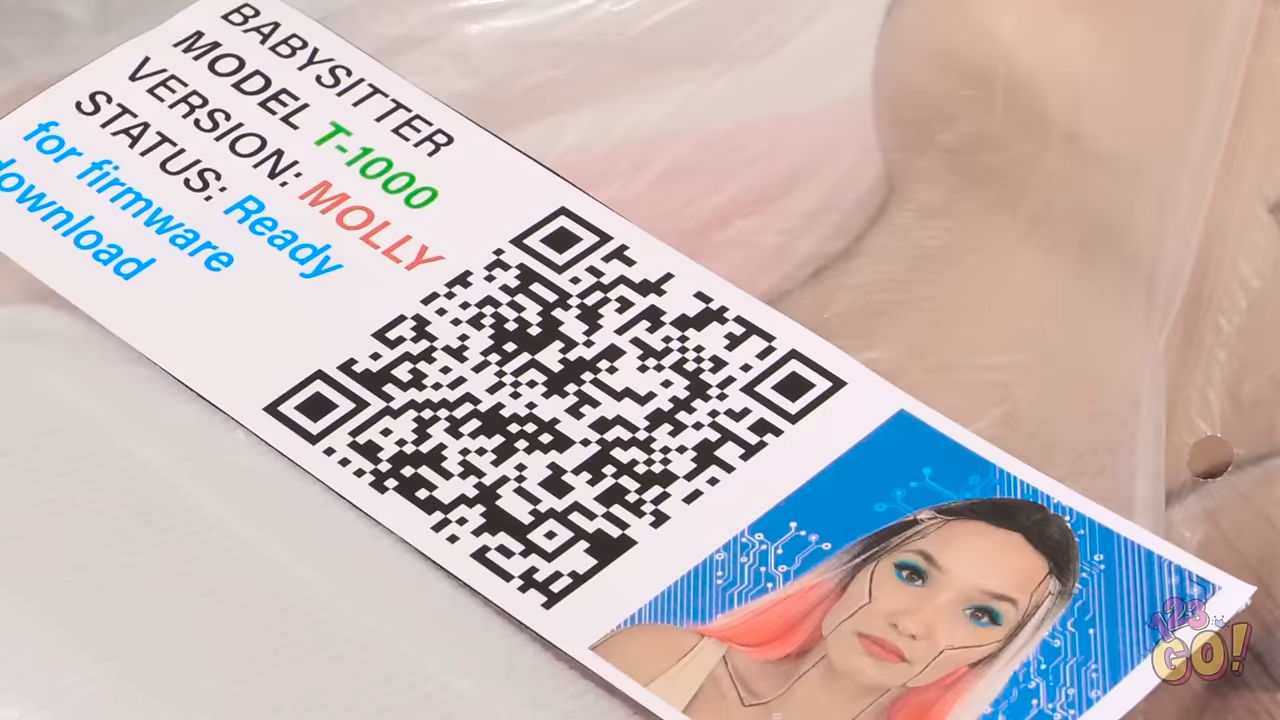 BABYSITTER
MODEL T-1000
VERSION: MOLLY
STATUS: Ready
for firmware
download
123
GO!